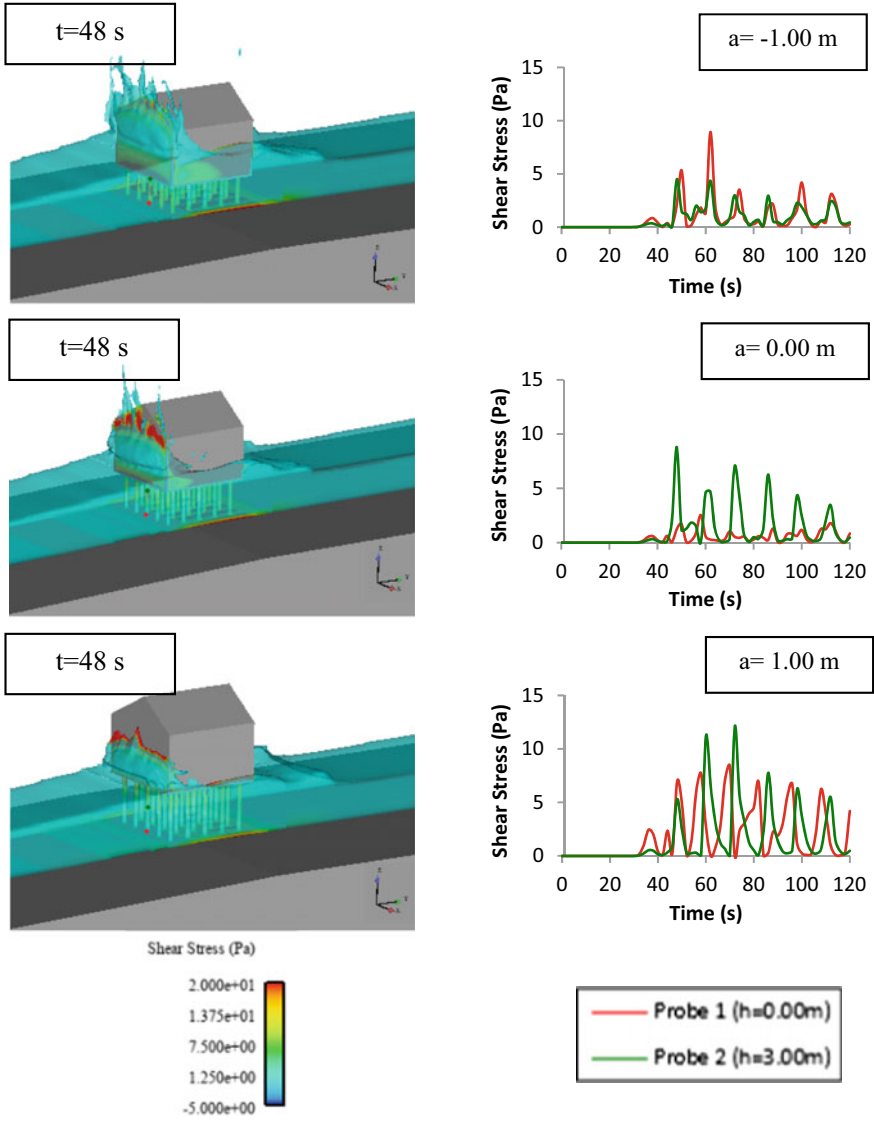 t=48 s
a= -1.00 m
15
10
5
0
Shear Stress (Pa)
0 20 40 60 80 100 120
Time (s)
t=48 s
a= 0.00 m
15
10
5
0
Shear Stress (Pa)
0 20 40 60 80 100 120
Time (s)
t=48 s
a= 1.00 m
15
10
5
0
Shear Stress (Pa)
0 20 40 60 80 100 120
Time (s)
Shear Stress (Pa)
2.000e+01
1.375e+01
7.500e+00
1.250e+00
-5.000e+00
Probe 1 (h=0.00m)
Probe 2 (h=3.00m)